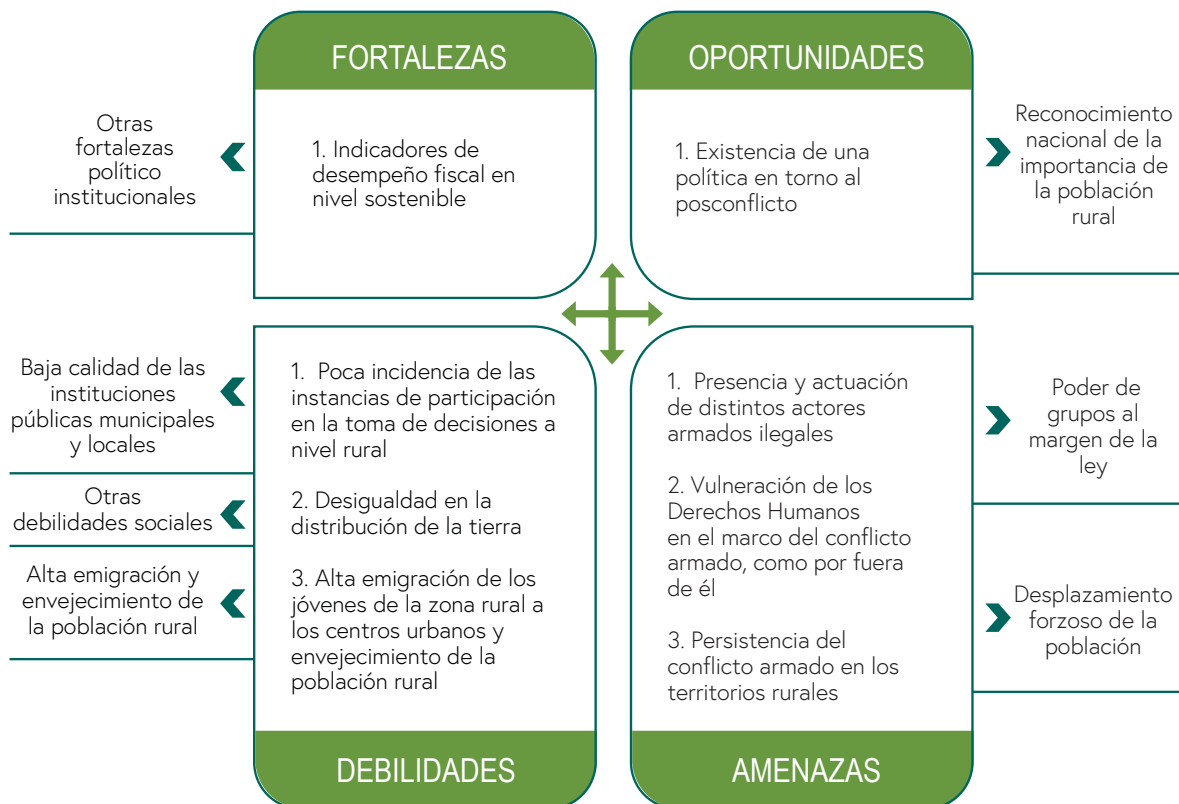 FORTALEZAS
Otras
fortalezas
político
institucionales
1. Indicadores de
desempeño fiscal en
nivel sostenible
OPORTUNIDADES
1. Existencia de una
política en torno al
posconflicto
Reconocimiento
nacional de la
importancia de
la población
rural
Baja calidad de las
instituciones
públicas municipales
y locales
Otras
debilidades sociales
Alta emigración y
envejecimiento de
la población rural
1. Poca incidencia de las
instancias de participación
en la toma de decisiones a
nivel rural
2. Desigualdad en la
distribución de la tierra
3. Alta emigración de los
jóvenes de la zona rural a
los centros urbanos y
envejecimiento de la
población rural
DEBILIDADES
1. Presencia y actuación
de distintos actores
armados ilegales
2. Vulneración de los
Derechos Humanos
en el marco del conflicto
armado, como por fuera
de él
3. Persistencia del
conflicto armado en los
territorios rurales
AMENAZAS
Poder de
grupos al
margen de la
ley
Desplazamiento
forzoso de la
población